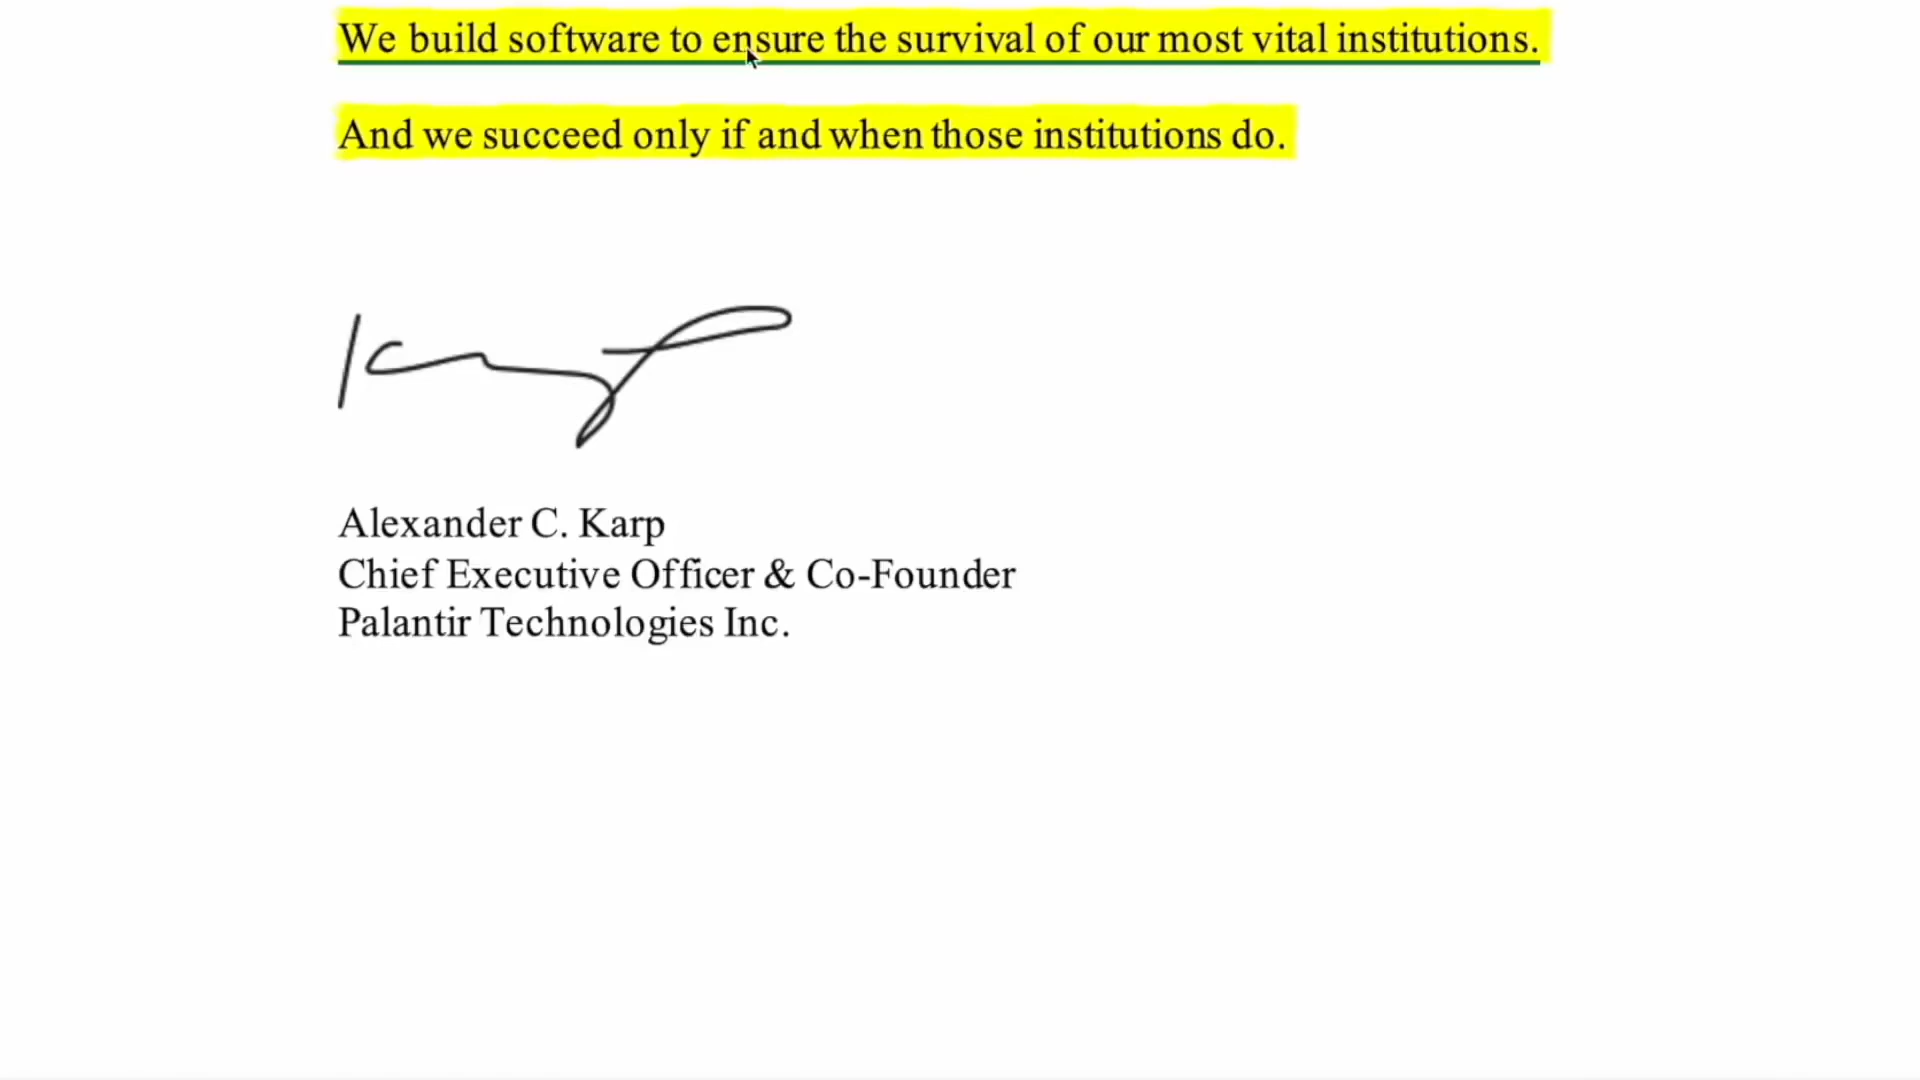 We build software to ensure the survival of our most vital institutions.
And we succeed only if and when those institutions do.
Karp
Alexander C. Karp
Chief Executive Officer & Co-Founder
Palantir Technologies Inc.